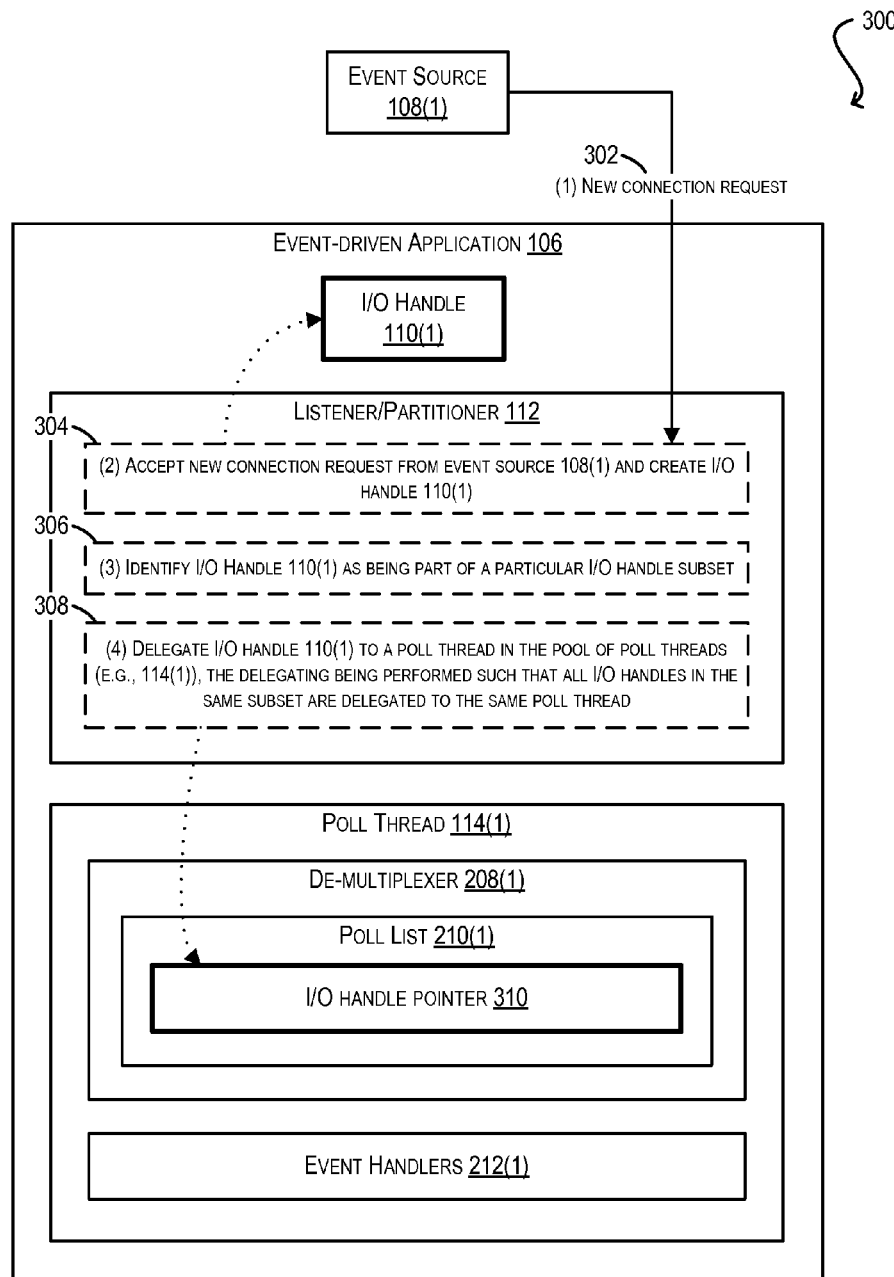 300
EVENT SOURCE
108(1)
302
(1) NEW CONNECTION REQUEST
EVENT-DRIVEN APPLICATION 106
I/O HANDLE
110(1)
LISTENER/PARTITIONER 112
304
(2) ACCEPT NEW CONNECTION REQUEST FROM EVENT SOURCE 108(1) AND CREATE I/O
HANDLE 110(1)
306
(3) IDENTIFY I/O HANDLE 110(1) AS BEING PART OF A PARTICULAR I/O HANDLE SUBSET
308
(4) DELEGATE I/O HANDLE 110(1) TO A POLL THREAD IN THE POOL OF POLL THREADS
(E.G., 114(1)), THE DELEGATING BEING PERFORMED SUCH THAT ALL I/O HANDLES IN THE
SAME SUBSET ARE DELEGATED TO THE SAME POLL THREAD
POLL THREAD 114(1)
DE-MULTIPLEXER 208(1)
POLL LIST 210(1)
I/O HANDLE POINTER 310
EVENT HANDLERS 212(1)